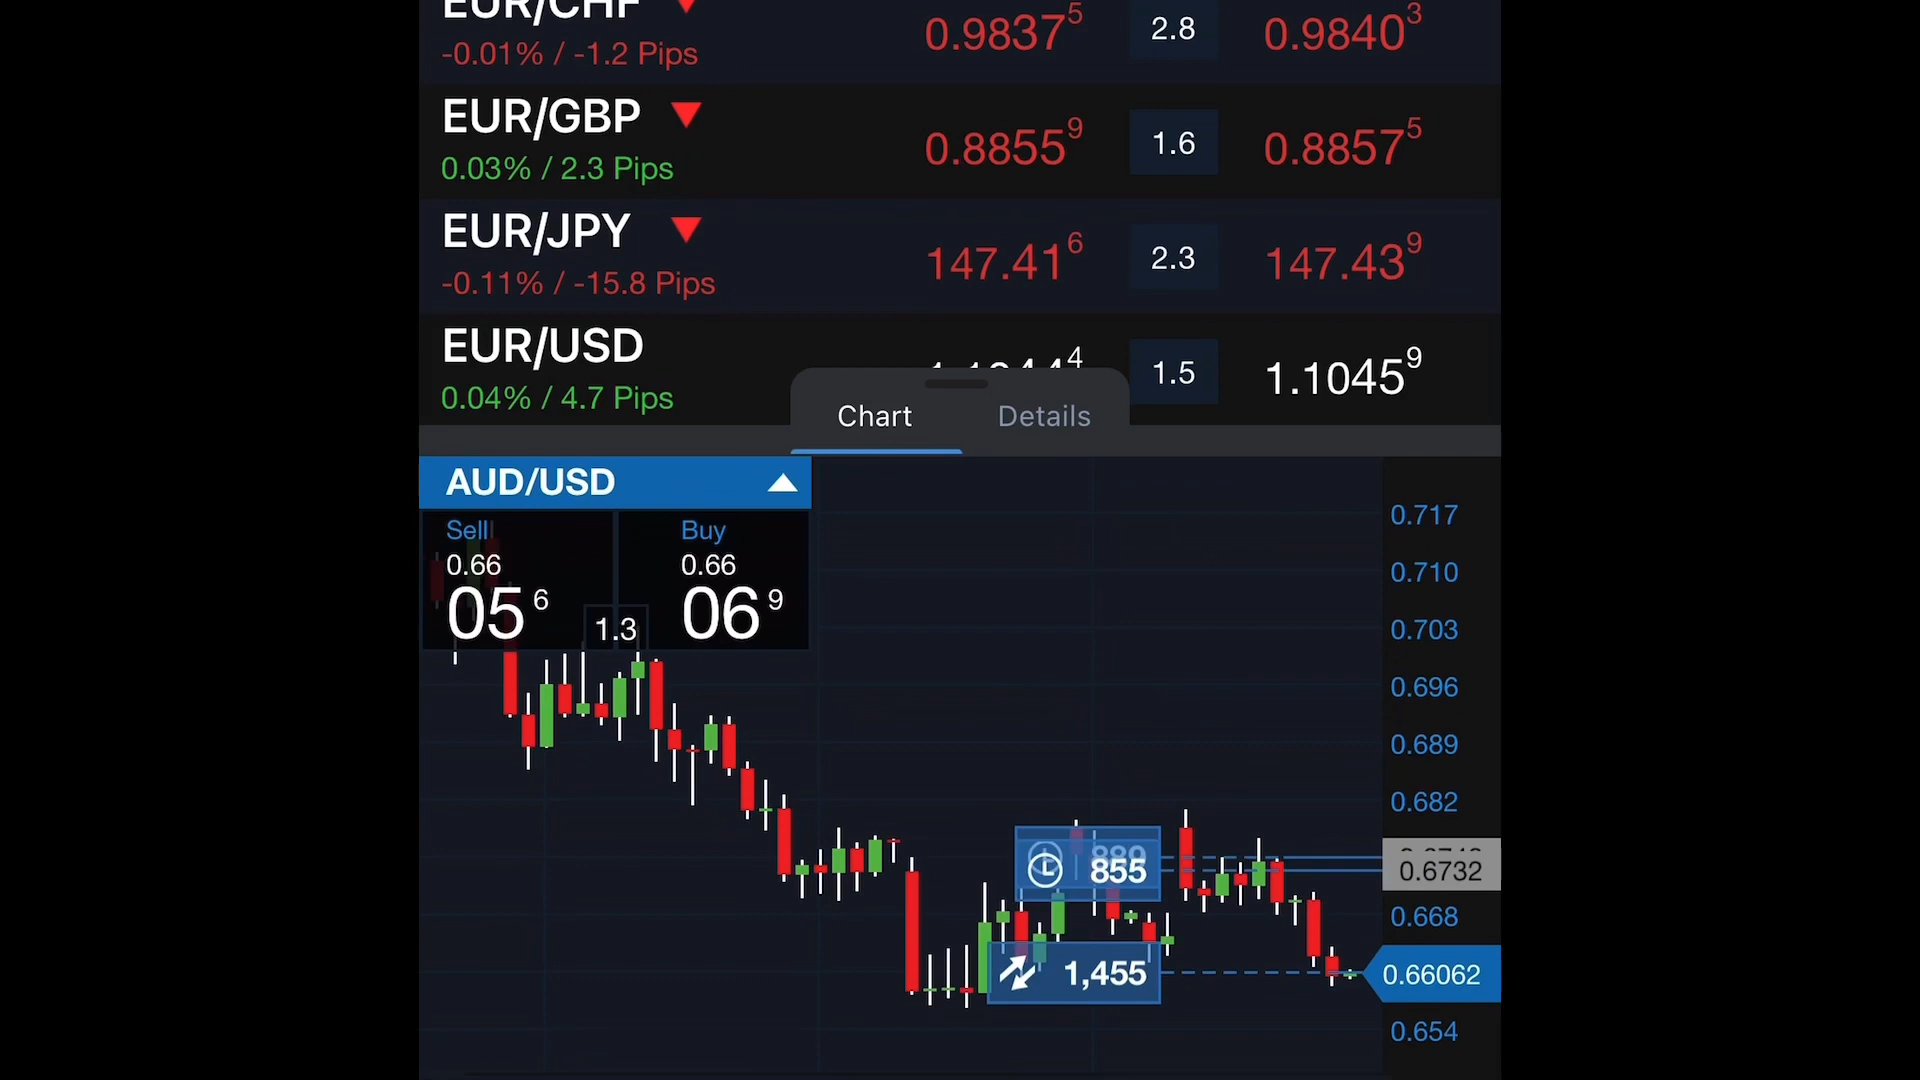 EUR/CHF
-0.01% / -1.2 Pips
0.98375 2.8 0.98403
EUR/GBP
0.03% / 2.3 Pips
0.88559 1.6 0.88575
EUR/JPY
-0.11% / -15.8 Pips
147.416 2.3 147.439
EUR/USD
0.04% / 4.7 Pips
1.5 1.10459
Chart Details
AUD/USD
Sell Buy
0.66 0.66
056 1.3 069
0.717
0.710
0.703
0.696
0.689
0.682
855
0.6732
0.668
1,455
0.66062
0.654